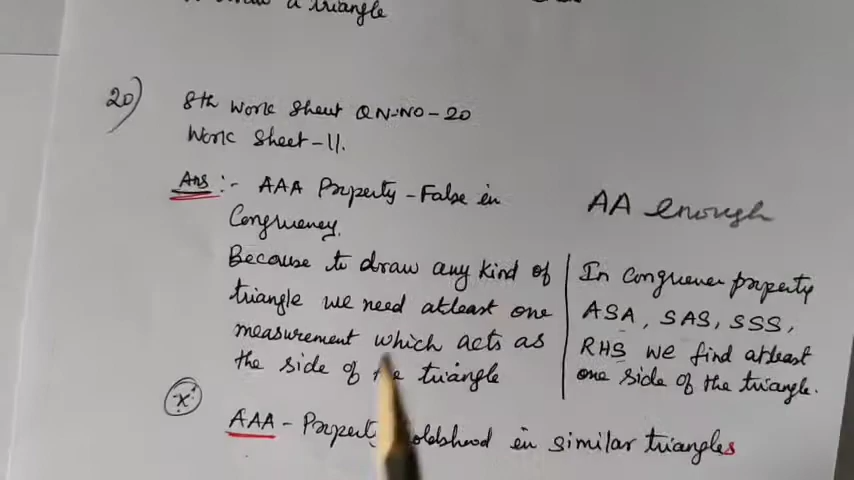 a triangle
20)
8th Work Sheet QN.NO-20
Work Sheet-11.
Ans:- AAA Property-False in
Congruency.
AA enough
Because to draw any kind of
triangle we need atleast one
measurement which acts as
the side of the triangle
In congruence property
ASA, SAS, SSS,
RHS we find atleast
one side of the triangle.
AAA- Property in similar triangles